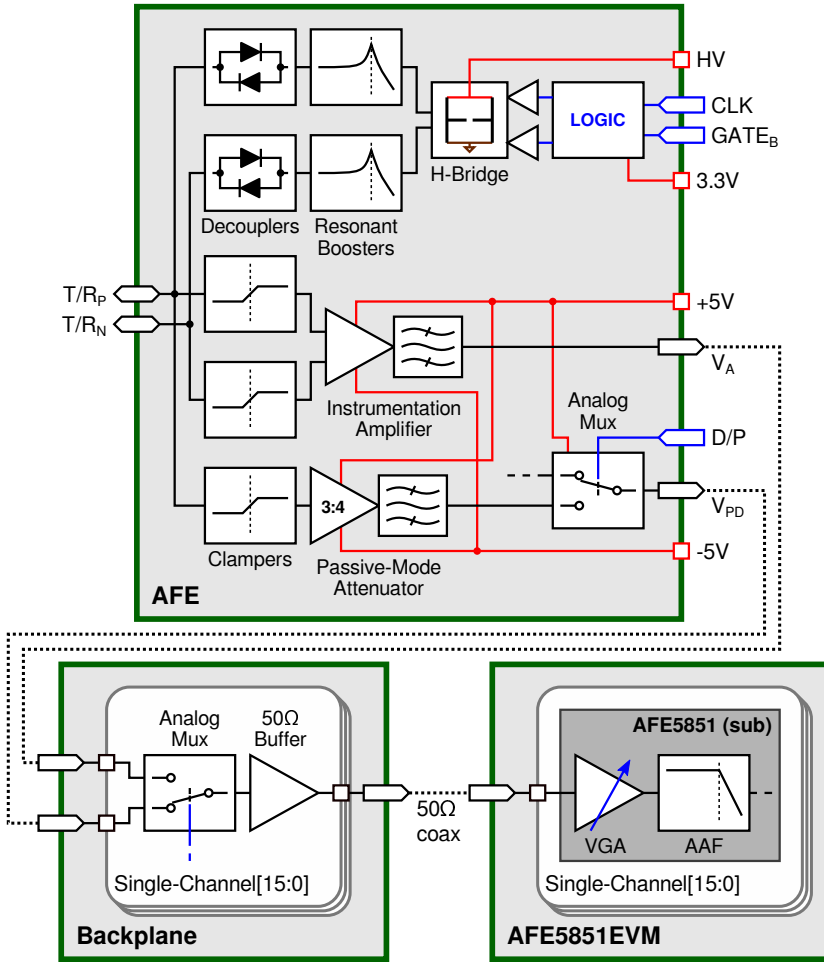 HV
CLK
LOGIC
GATE_B
H-Bridge
3.3V
Decouplers
Resonant
Boosters
T/R_P
+5V
T/R_N
V_A
Instrumentation
Amplifier
Analog
Mux
D/P
3:4
V_PD
Clampers
Passive-Mode
Attenuator
-5V
AFE
Analog
Mux
50Ω
Buffer
50Ω
coax
Single-Channel[15:0]
Backplane
AFE5851 (sub)
VGA
AAF
Single-Channel[15:0]
AFE5851EVM